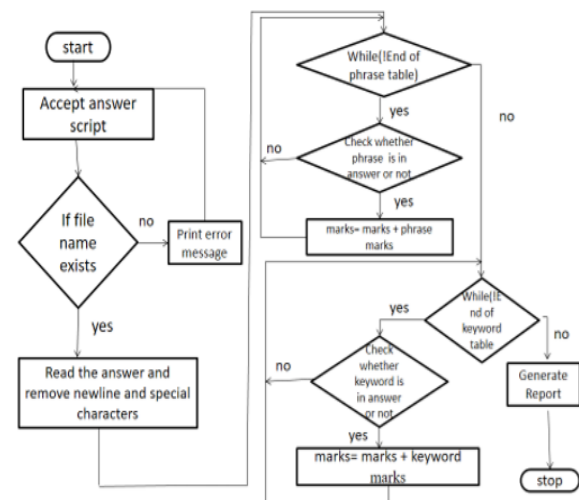 start
Accept answer
script
If file
name
exists
no
Print error
message
yes
Read the answer and
remove newline and special
characters
While(!End of
phrase table)
yes
no
Check whether
phrase is in
answer or not
no
yes
marks= marks + phrase
marks
While(!E
nd of
keyword
table
yes
no
Check
whether
keyword is
in answer
or not
no
yes
marks= marks + keyword
marks
Generate
Report
stop